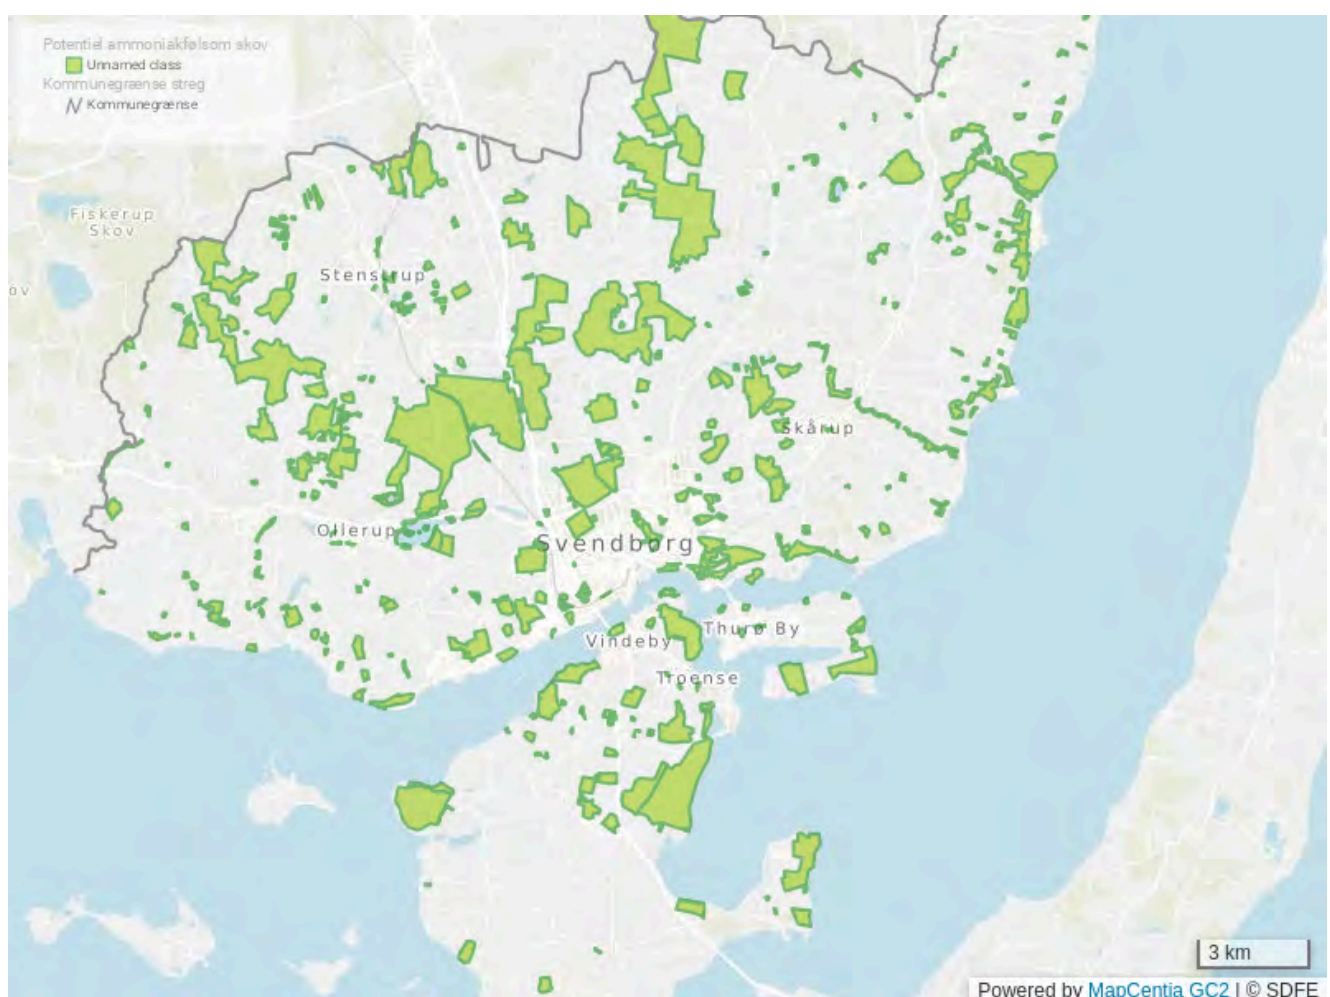 Potentiel ammoniakfølsom skov
Unnamed class
Kommunegrænse streg
Kommunegrænse
Fiskerup
Skov
ov
Stenstrup
Skårup
Ollerup
Svendborg
Vindeby
Thurø By
Troense
3 km
Powered by MapCentia GC2 | © SDFE